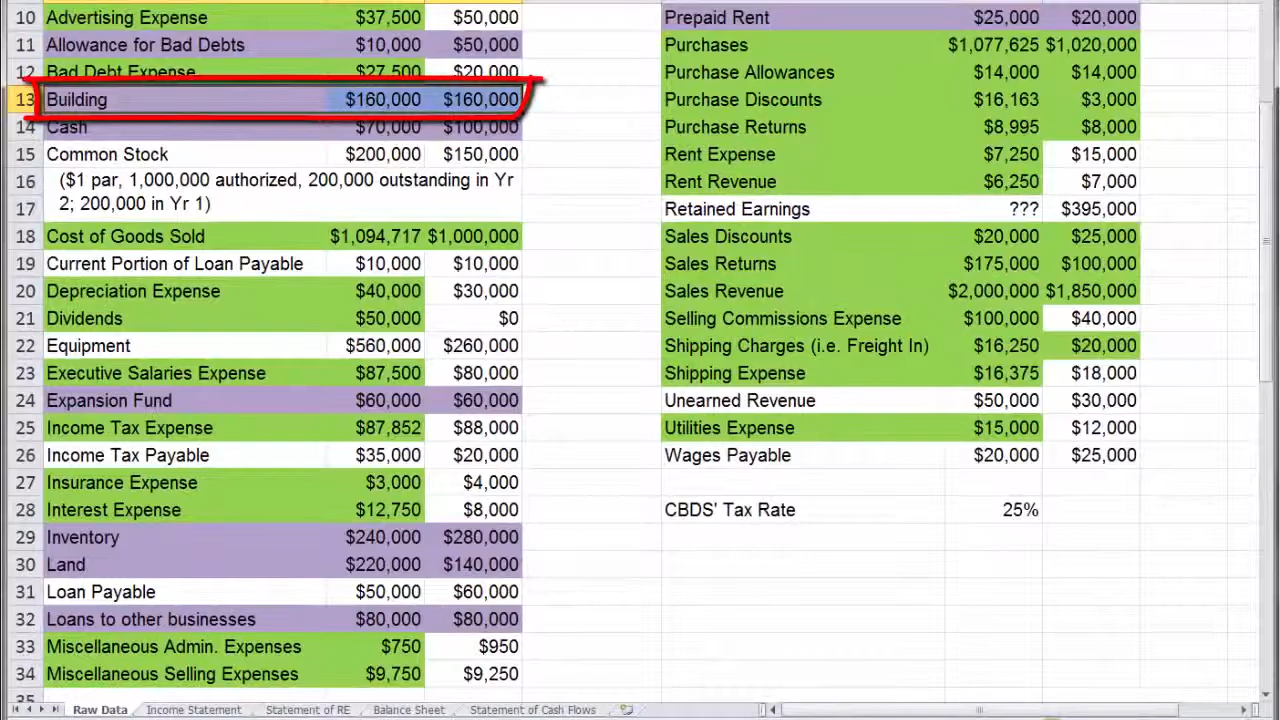 10 Advertising Expense $37,500 $50,000
11 Allowance for Bad Debts $10,000 $50,000
12 Bad Debt Expense $27,500 $20,000
13 Building $160,000 $160,000
14 Cash $70,000 $100,000
15 Common Stock $200,000 $150,000
16 ($1 par, 1,000,000 authorized, 200,000 outstanding in Yr
17 2; 200,000 in Yr 1)
18 Cost of Goods Sold $1,094,717 $1,000,000
19 Current Portion of Loan Payable $10,000 $10,000
20 Depreciation Expense $40,000 $30,000
21 Dividends $50,000 $0
22 Equipment $560,000 $260,000
23 Executive Salaries Expense $87,500 $80,000
24 Expansion Fund $60,000 $60,000
25 Income Tax Expense $87,852 $88,000
26 Income Tax Payable $35,000 $20,000
27 Insurance Expense $3,000 $4,000
28 Interest Expense $12,750 $8,000
29 Inventory $240,000 $280,000
30 Land $220,000 $140,000
31 Loan Payable $50,000 $60,000
32 Loans to other businesses $80,000 $80,000
33 Miscellaneous Admin. Expenses $750 $950
34 Miscellaneous Selling Expenses $9,750 $9,250
35
Prepaid Rent $25,000 $20,000
Purchases $1,077,625 $1,020,000
Purchase Allowances $14,000 $14,000
Purchase Discounts $16,163 $3,000
Purchase Returns $8,995 $8,000
Rent Expense $7,250 $15,000
Rent Revenue $6,250 $7,000
Retained Earnings ??? $395,000
Sales Discounts $20,000 $25,000
Sales Returns $175,000 $100,000
Sales Revenue $2,000,000 $1,850,000
Selling Commissions Expense $100,000 $40,000
Shipping Charges (i.e. Freight In) $16,250 $20,000
Shipping Expense $16,375 $18,000
Unearned Revenue $50,000 $30,000
Utilities Expense $15,000 $12,000
Wages Payable $20,000 $25,000
CBDS' Tax Rate 25%
Raw Data Income Statement Statement of RE Balance Sheet Statement of Cash Flows